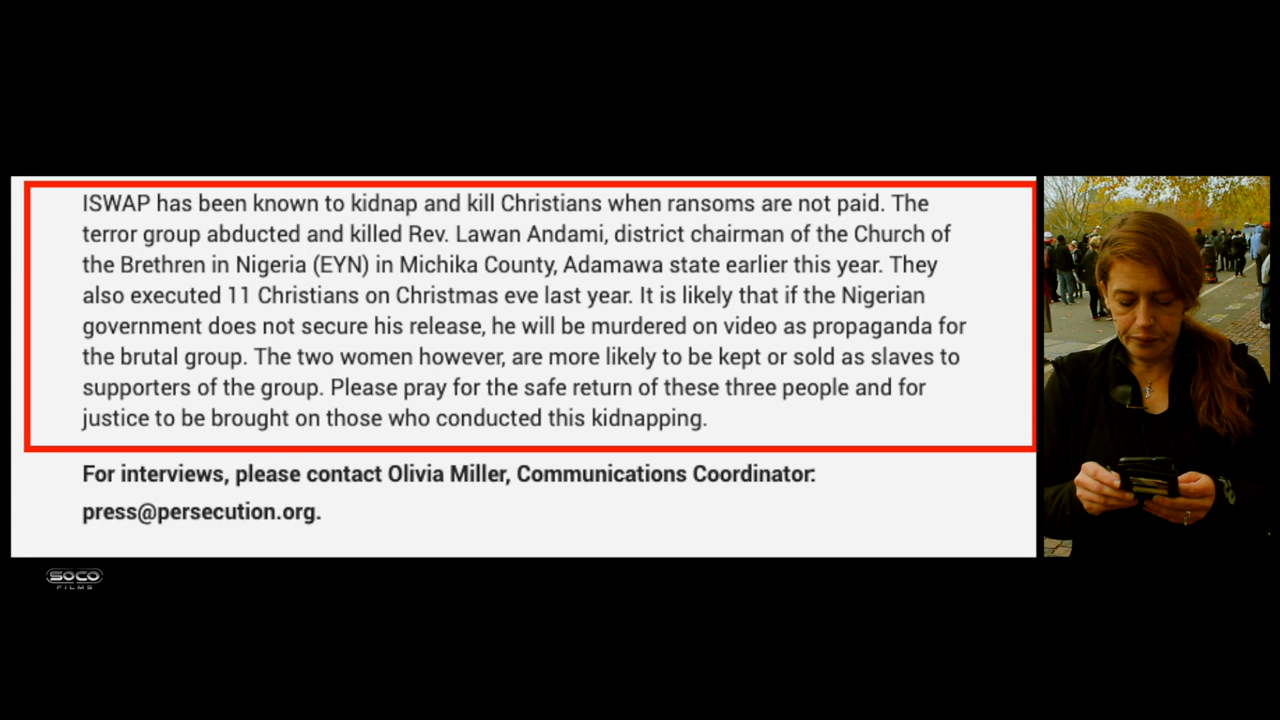 ISWAP has been known to kidnap and kill Christians when ransoms are not paid. The
terror group abducted and killed Rev. Lawan Andami, district chairman of the Church of
the Brethren in Nigeria (EYN) in Michika County, Adamawa state earlier this year. They
also executed 11 Christians on Christmas eve last year. It is likely that if the Nigerian
government does not secure his release, he will be murdered on video as propaganda for
the brutal group. The two women however, are more likely to be kept or sold as slaves to
supporters of the group. Please pray for the safe return of these three people and for
justice to be brought on those who conducted this kidnapping.
For interviews, please contact Olivia Miller, Communications Coordinator:
press@persecution.org.
SOCO
FILMS